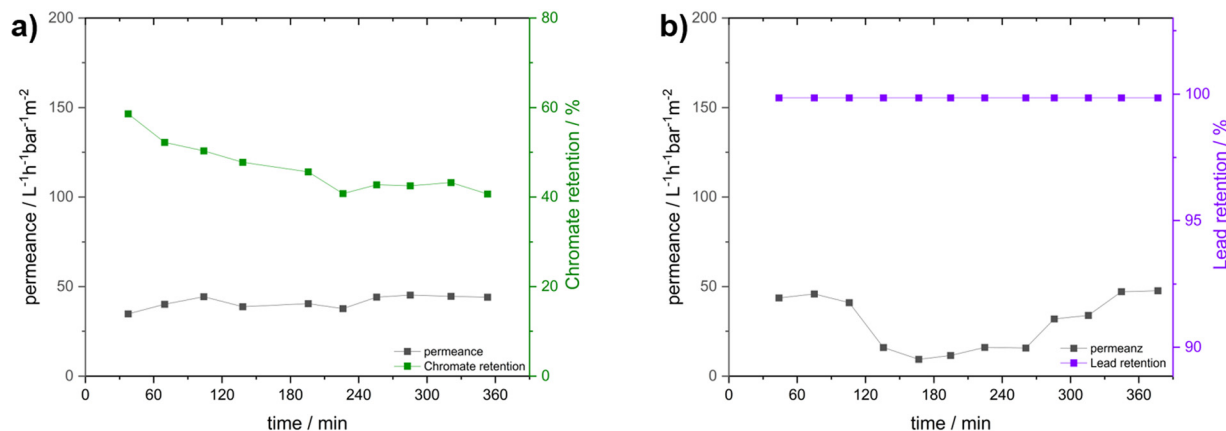 a)
200
150
100
50
0
permeance / L⁻¹h⁻¹bar⁻¹m⁻²
80
60
40
20
0
Chromate retention / %
permeance
Chromate retention
0 60 120 180 240 300 360
time / min
b)
200
150
100
50
0
permeance / L⁻¹h⁻¹bar⁻¹m⁻²
100
95
90
Lead retention / %
permeanz
Lead retention
0 60 120 180 240 300 360
time / min